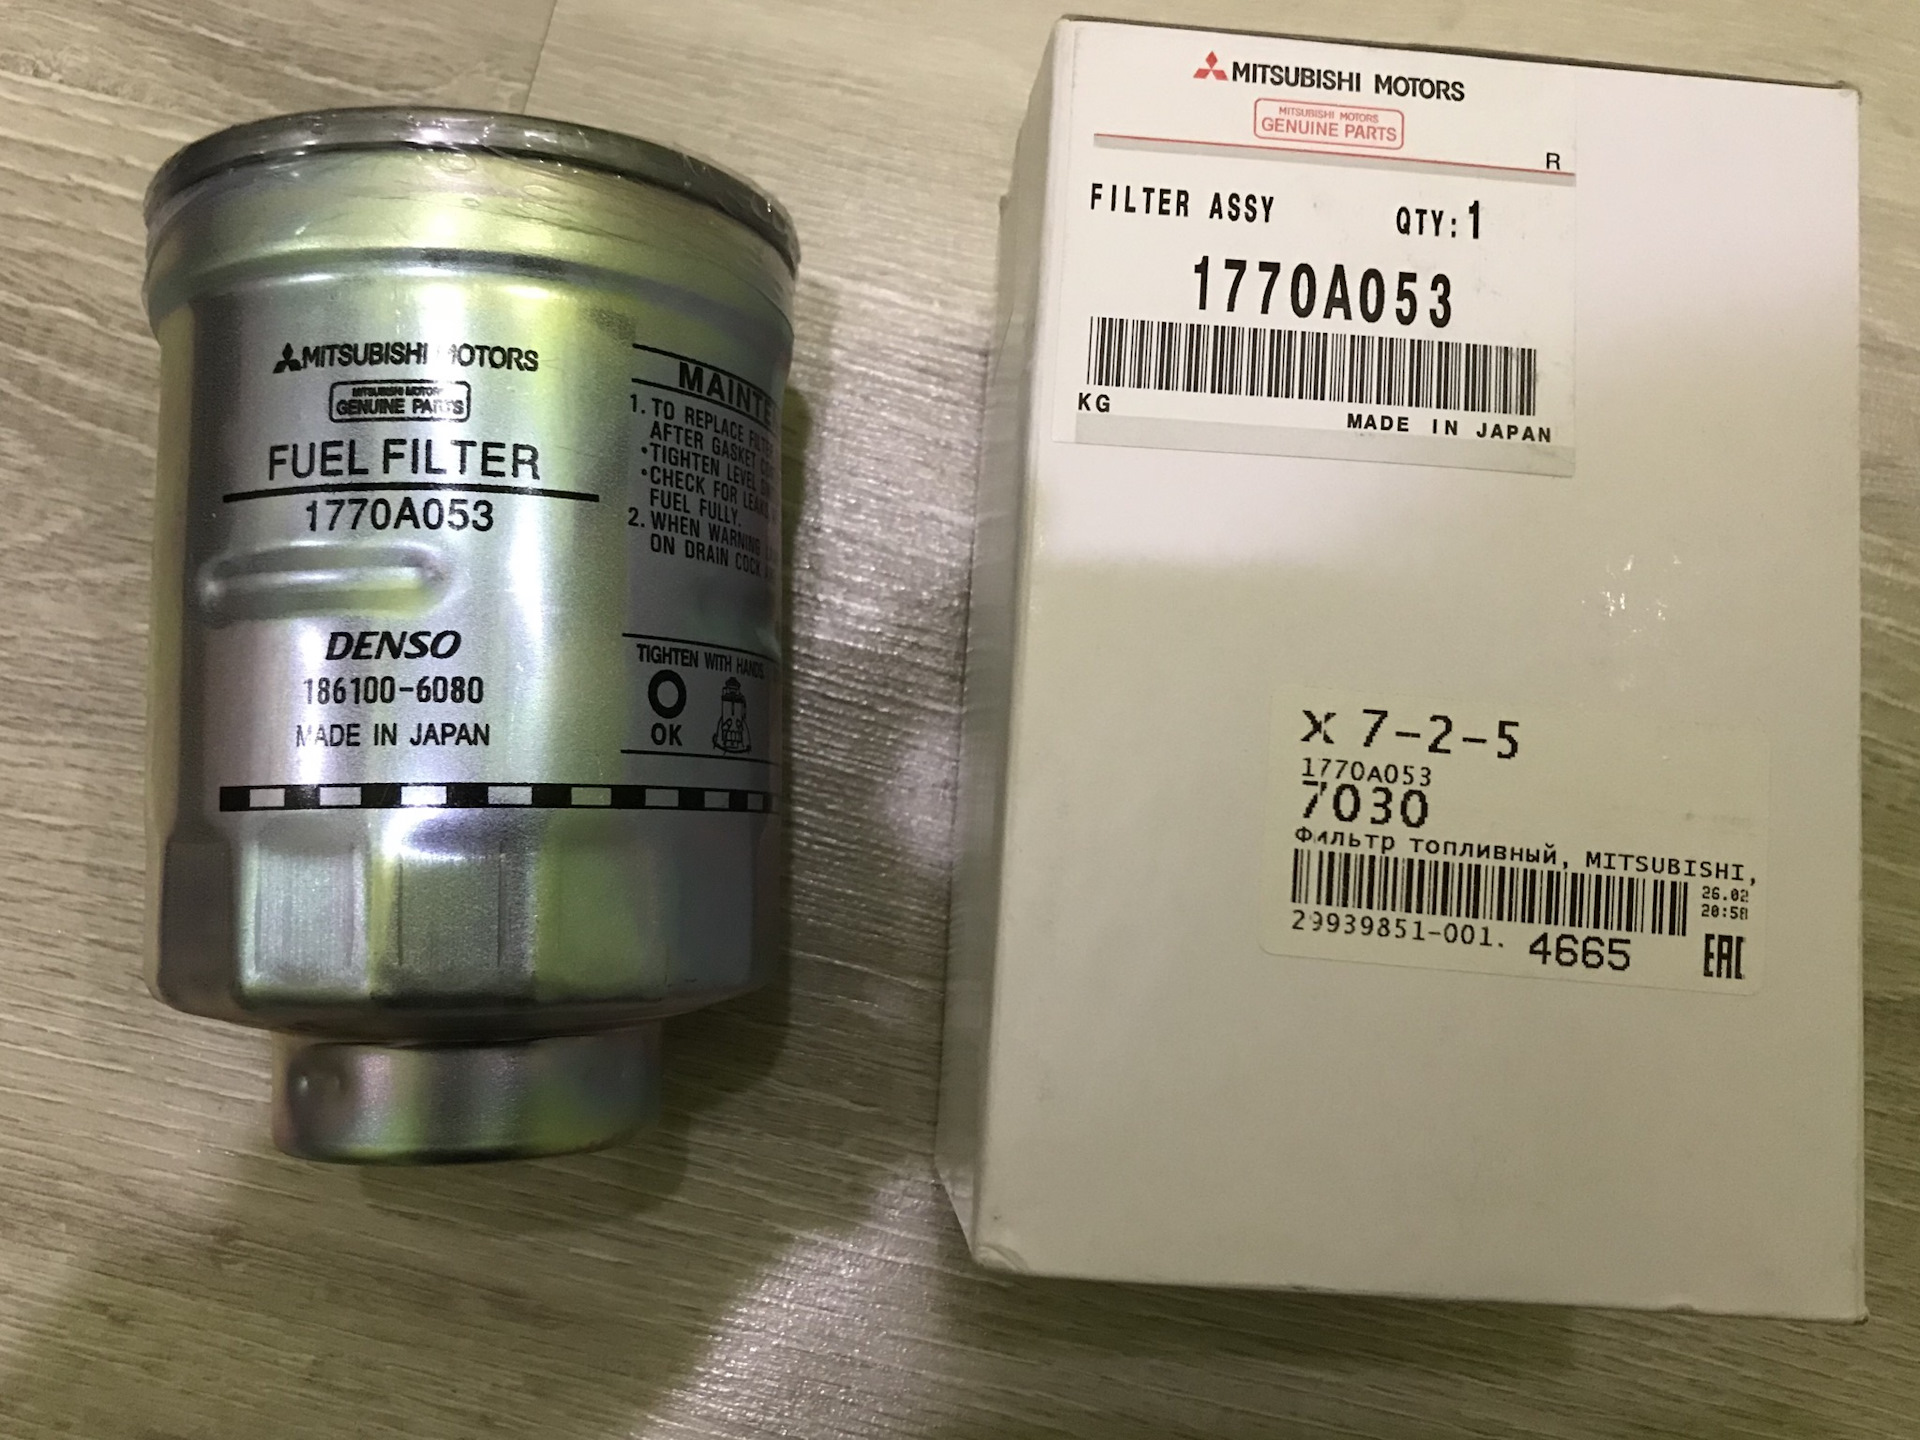 MITSUBISHI MOTORS
MITSUBISHI MOTORS
GENUINE PARTS
FUEL FILTER
1770A053
DENSO
186100-6080
MADE IN JAPAN
1. TO REPLACE FILTER
AFTER GASKET
•TIGHTEN LEVEL
•CHECK FOR LEAKS
FUEL FULLY.
2. WHEN WARNING
ON DRAIN COCK
TIGHTEN WITH HANDS.
OK
MITSUBISHI MOTORS
MITSUBISHI MOTORS
GENUINE PARTS
R
FILTER ASSY QTY:1
1770A053
KG MADE IN JAPAN
X 7-2-5
1770A053
7030
Фильтр топливный, MITSUBISHI,
26.02
20:58
29939851-001. 4665
EAC